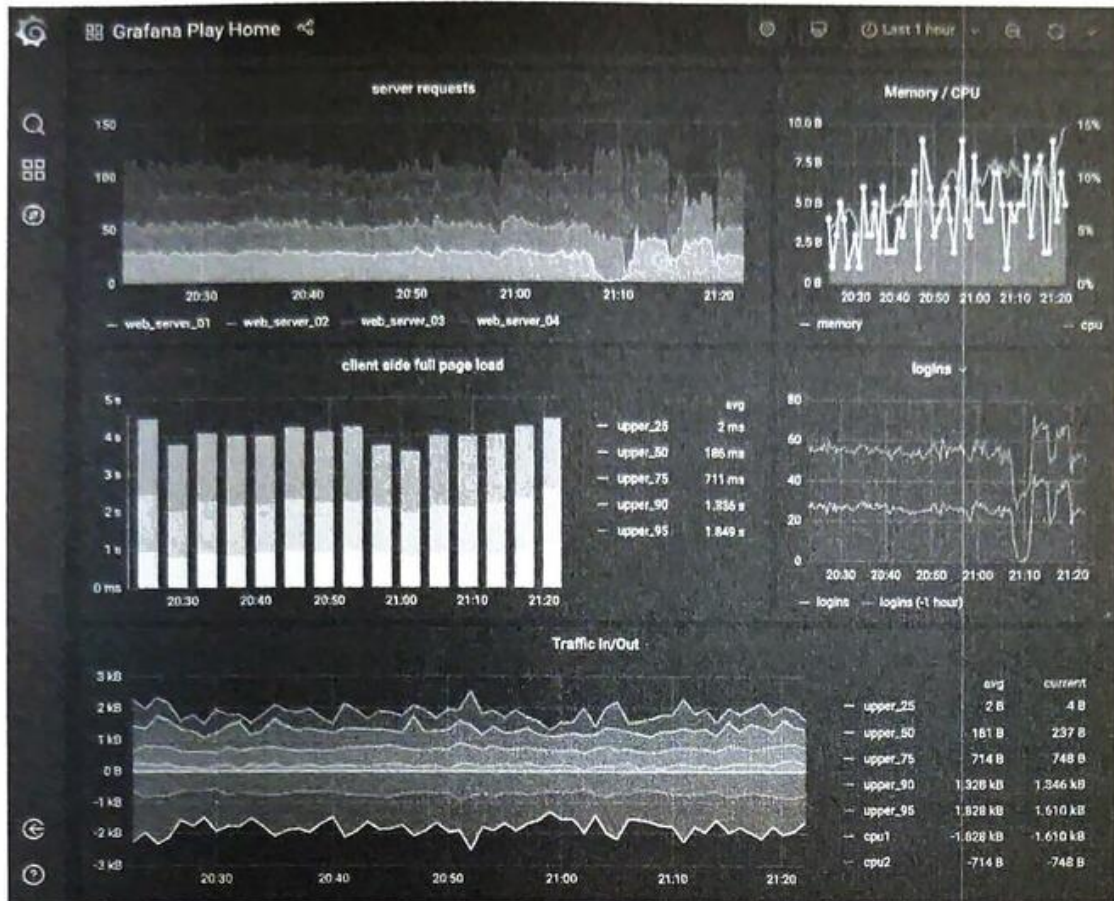 Grafana Play Home
Last 1 hour
server requests
150
100
50
0
20:30 20:40 20:50 21:00 21:10 21:20
web_server_01 web_server_02 web_server_03 web_server_04
Memory / CPU
10.0 B
7.5 B
5.0 B
2.5 B
0 B
15%
10%
5%
0%
20:30 20:40 20:50 21:00 21:10 21:20
memory cpu
client side full page load
5 s
4 s
3 s
2 s
1 s
0 ms
20:30 20:40 20:50 21:00 21:10 21:20
avg
upper_25 2 ms
upper_50 186 ms
upper_75 711 ms
upper_90
upper_95 1.849 s
logins
80
60
40
20
0
20:30 20:40 20:50 21:00 21:10 21:20
logins logins (-1 hour)
Traffic In/Out
3 kB
2 kB
1 kB
0 B
-1 kB
-2 kB
-3 kB
20:30 20:40 20:50 21:00 21:10 21:20
avg current
upper_25 2 B 4 B
upper_50 161 B 237 B
upper_75 714 B 748 B
upper_90 1.328 kB 1.346 kB
upper_95 1.828 kB 1.610 kB
cpu1 -1.828 kB -1.610 kB
cpu2 -714 B -748 B